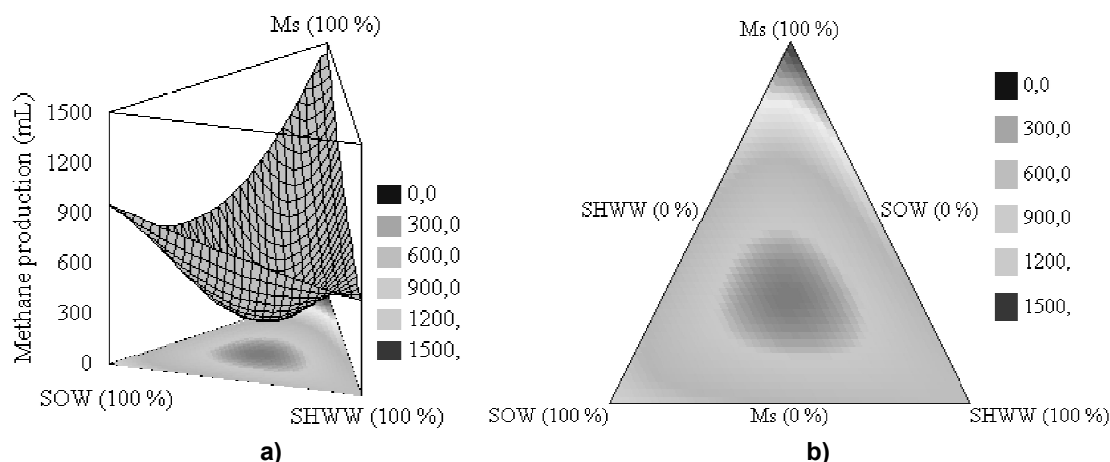 Ms (100 %)
Methane production (mL)
1500
1200
900
600
300
0
0,0
300,0
600,0
900,0
1200,
1500,
SOW (100 %)
SHWW (100 %)
a)
Ms (100 %)
SHWW (0 %)
SOW (0 %)
0,0
300,0
600,0
900,0
1200,
1500,
SOW (100 %)
Ms (0 %)
SHWW (100 %)
b)